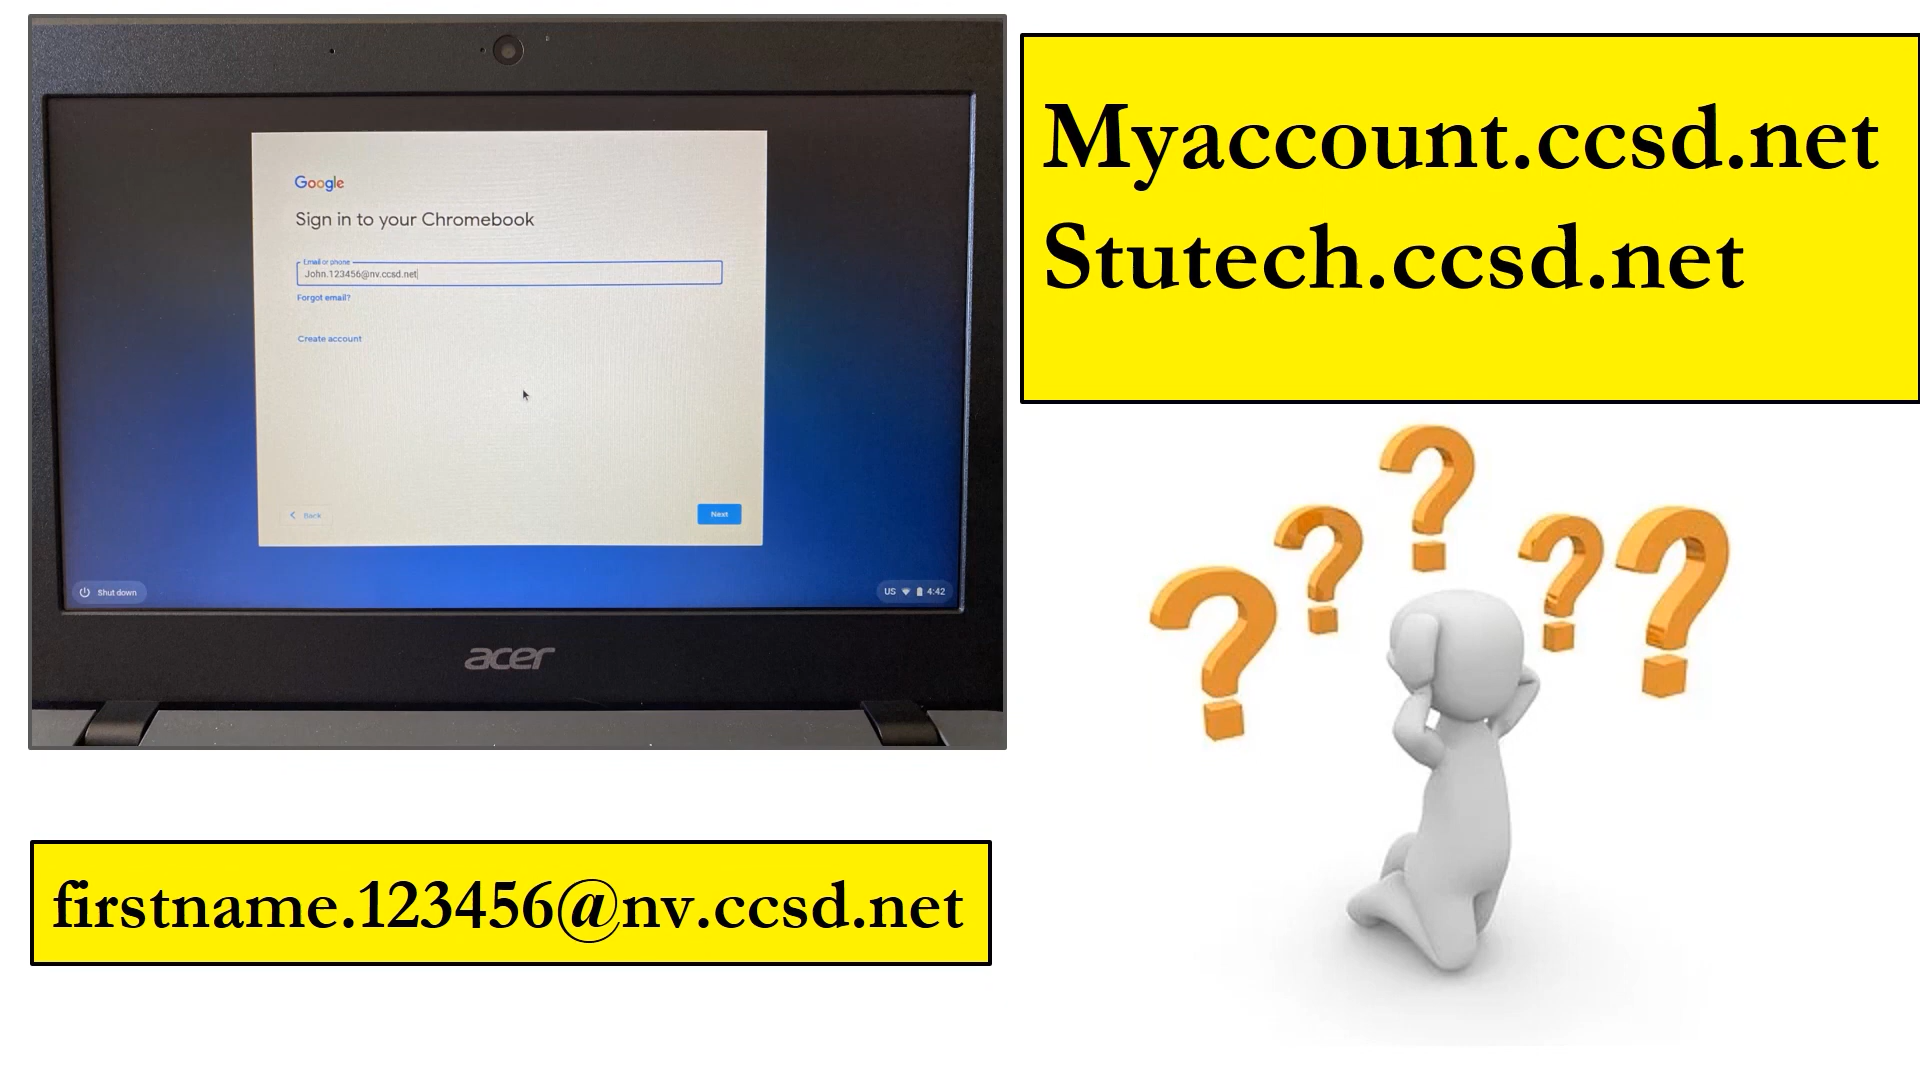 Google
Sign in to your Chromebook
Email or phone
John.123456@nv.ccsd.net
Forgot email?
Create account
Back
Next
Shut down
US 4:42
acer
Myaccount.ccsd.net
Stutech.ccsd.net
? ? ? ? ?
firstname.123456@nv.ccsd.net